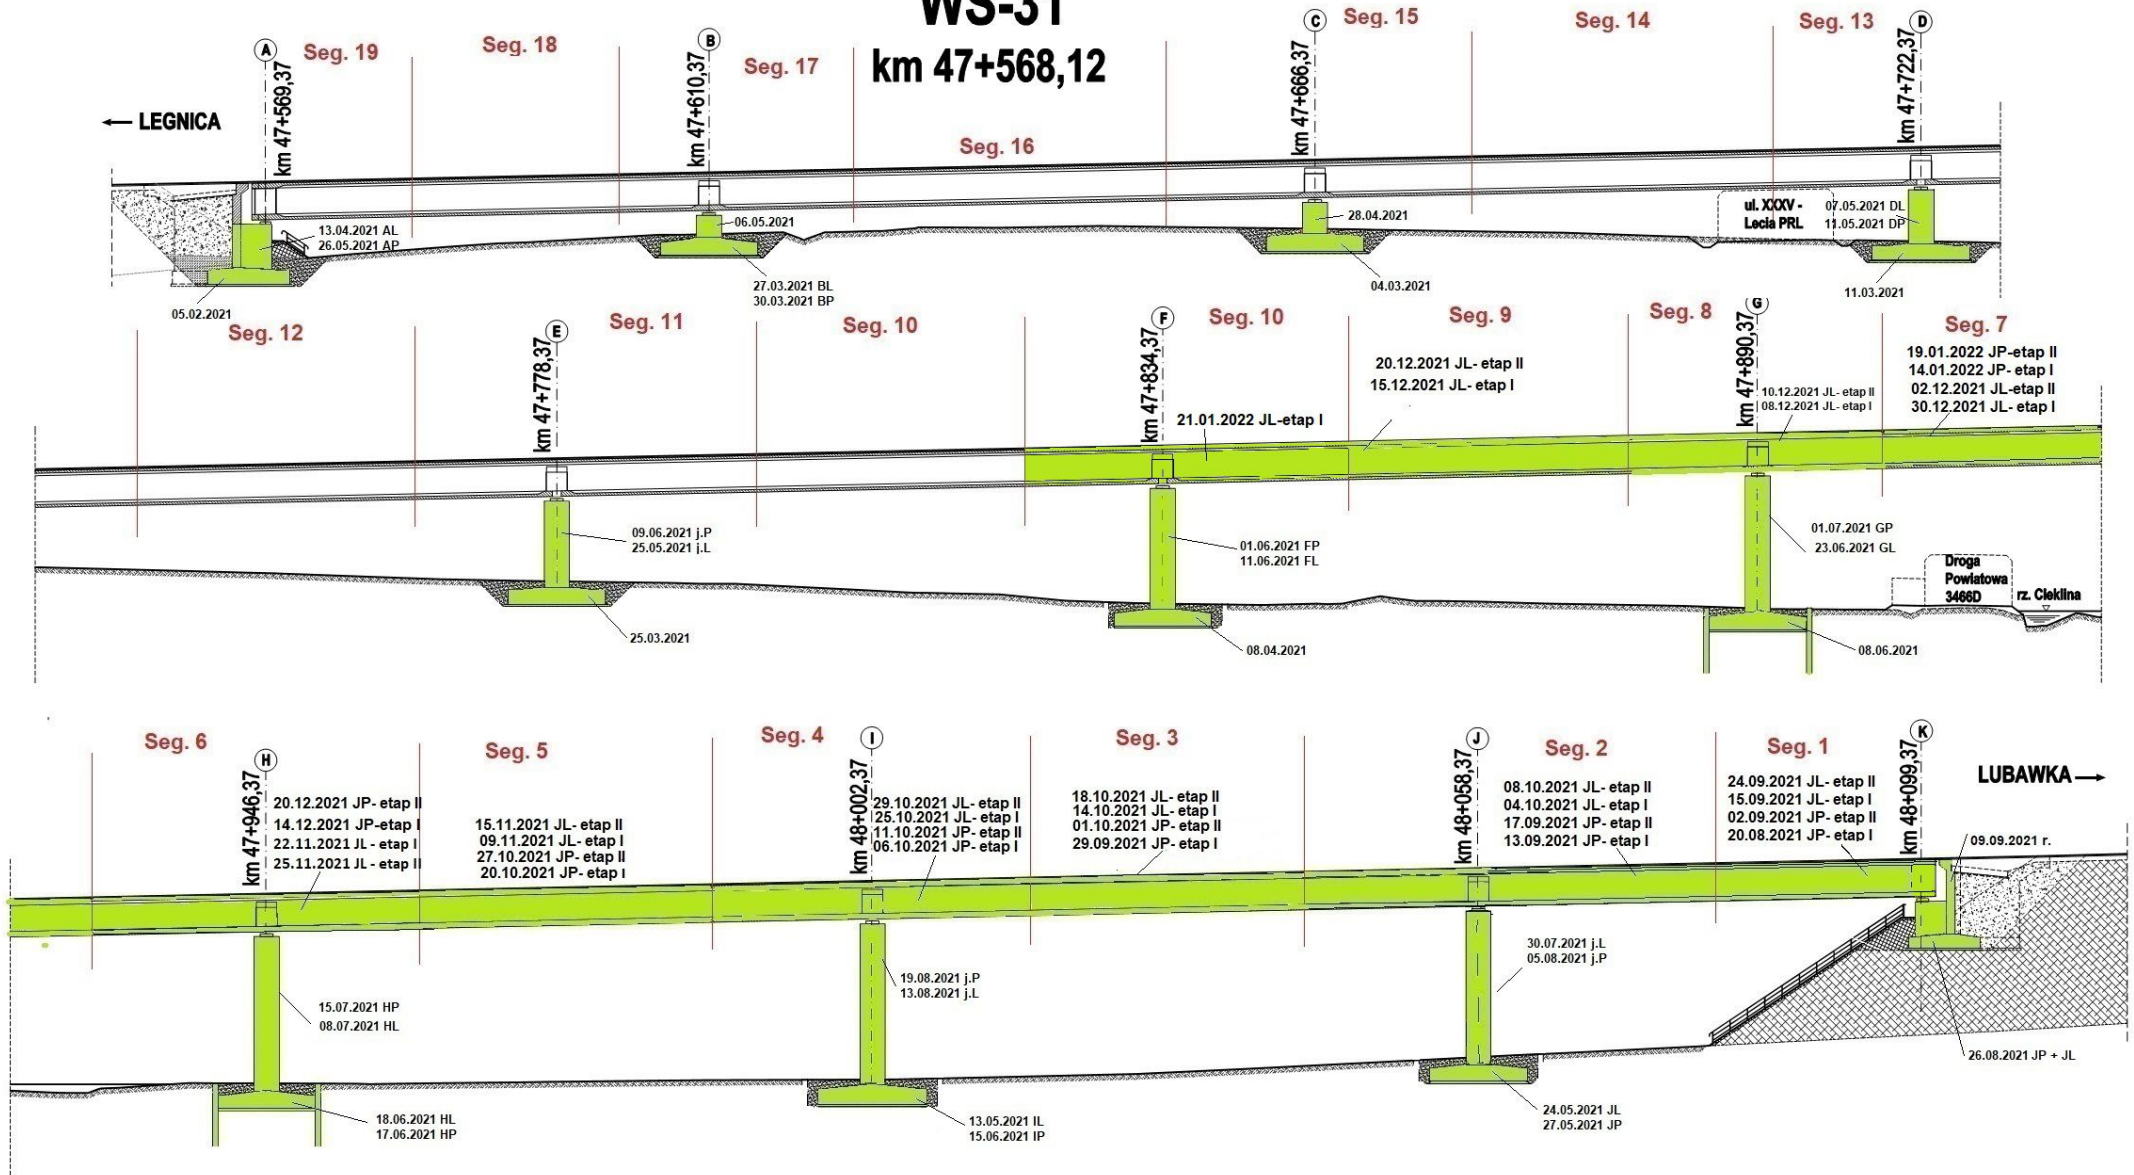 WS-31
km 47+568,12
A
km 47+569,37
Seg. 19
Seg. 18
B
km 47+610,37
Seg. 17
Seg. 16
C
km 47+666,37
Seg. 15
Seg. 14
Seg. 13
D
km 47+722,37
← LEGNICA
13.04.2021 AL
26.05.2021 AP
05.02.2021
06.05.2021
27.03.2021 BL
30.03.2021 BP
28.04.2021
04.03.2021
ul. XXXV -
Lecia PRL
07.05.2021 DL
11.05.2021 DP
11.03.2021
Seg. 12
E
km 47+778,37
Seg. 11
Seg. 10
F
km 47+834,37
Seg. 10
Seg. 9
Seg. 8
G
km 47+890,37
Seg. 7
21.01.2022 JL-etap I
20.12.2021 JL- etap II
15.12.2021 JL- etap I
10.12.2021 JL- etap II
08.12.2021 JL- etap I
19.01.2022 JP-etap II
14.01.2022 JP- etap I
02.12.2021 JL-etap II
30.12.2021 JL- etap I
09.06.2021 j.P
25.05.2021 j.L
25.03.2021
01.06.2021 FP
11.06.2021 FL
08.04.2021
01.07.2021 GP
23.06.2021 GL
08.06.2021
Droga
Powiatowa
3466D
rz. Cieklina
Seg. 6
H
km 47+946,37
Seg. 5
Seg. 4
I
km 48+002,37
Seg. 3
J
km 48+058,37
Seg. 2
Seg. 1
K
km 48+099,37
LUBAWKA →
20.12.2021 JP- etap II
14.12.2021 JP-etap I
22.11.2021 JL - etap I
25.11.2021 JL - etap II
15.11.2021 JL- etap II
09.11.2021 JL- etap I
27.10.2021 JP- etap II
20.10.2021 JP- etap I
29.10.2021 JL- etap II
25.10.2021 JL- etap I
11.10.2021 JP- etap II
06.10.2021 JP- etap I
18.10.2021 JL- etap II
14.10.2021 JL- etap I
01.10.2021 JP- etap II
29.09.2021 JP- etap I
08.10.2021 JL- etap II
04.10.2021 JL- etap I
17.09.2021 JP- etap II
13.09.2021 JP- etap I
24.09.2021 JL- etap II
15.09.2021 JL- etap I
02.09.2021 JP- etap II
20.08.2021 JP- etap I
09.09.2021 r.
15.07.2021 HP
08.07.2021 HL
18.06.2021 HL
17.06.2021 HP
19.08.2021 j.P
13.08.2021 j.L
13.05.2021 IL
15.06.2021 IP
30.07.2021 j.L
05.08.2021 j.P
24.05.2021 JL
27.05.2021 JP
26.08.2021 JP + JL